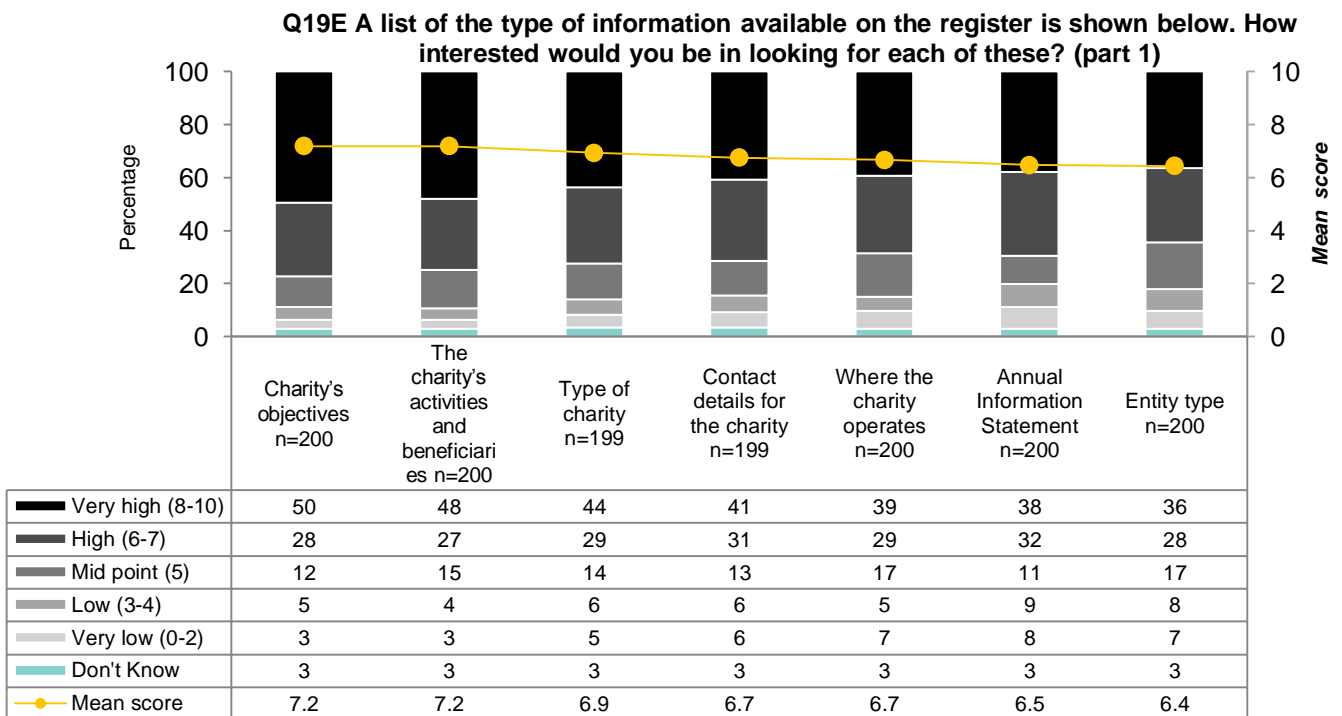 Q19E A list of the type of information available on the register is shown below. How
interested would you be in looking for each of these? (part 1)
100
80
60
40
20
0
Percentage
10
8
6
4
2
0
Mean score
Charity's
objectives
n=200
The
charity's
activities
and
beneficiari
es n=200
Type of
charity
n=199
Contact
details for
the charity
n=199
Where the
charity
operates
n=200
Annual
Information
Statement
n=200
Entity type
n=200
Very high (8-10) 50 48 44 41 39 38 36
High (6-7) 28 27 29 31 29 32 28
Mid point (5) 12 15 14 13 17 11 17
Low (3-4) 5 4 6 6 5 9 8
Very low (0-2) 3 3 5 6 7 8 7
Don't Know 3 3 3 3 3 3 3
Mean score 7.2 7.2 6.9 6.7 6.7 6.5 6.4